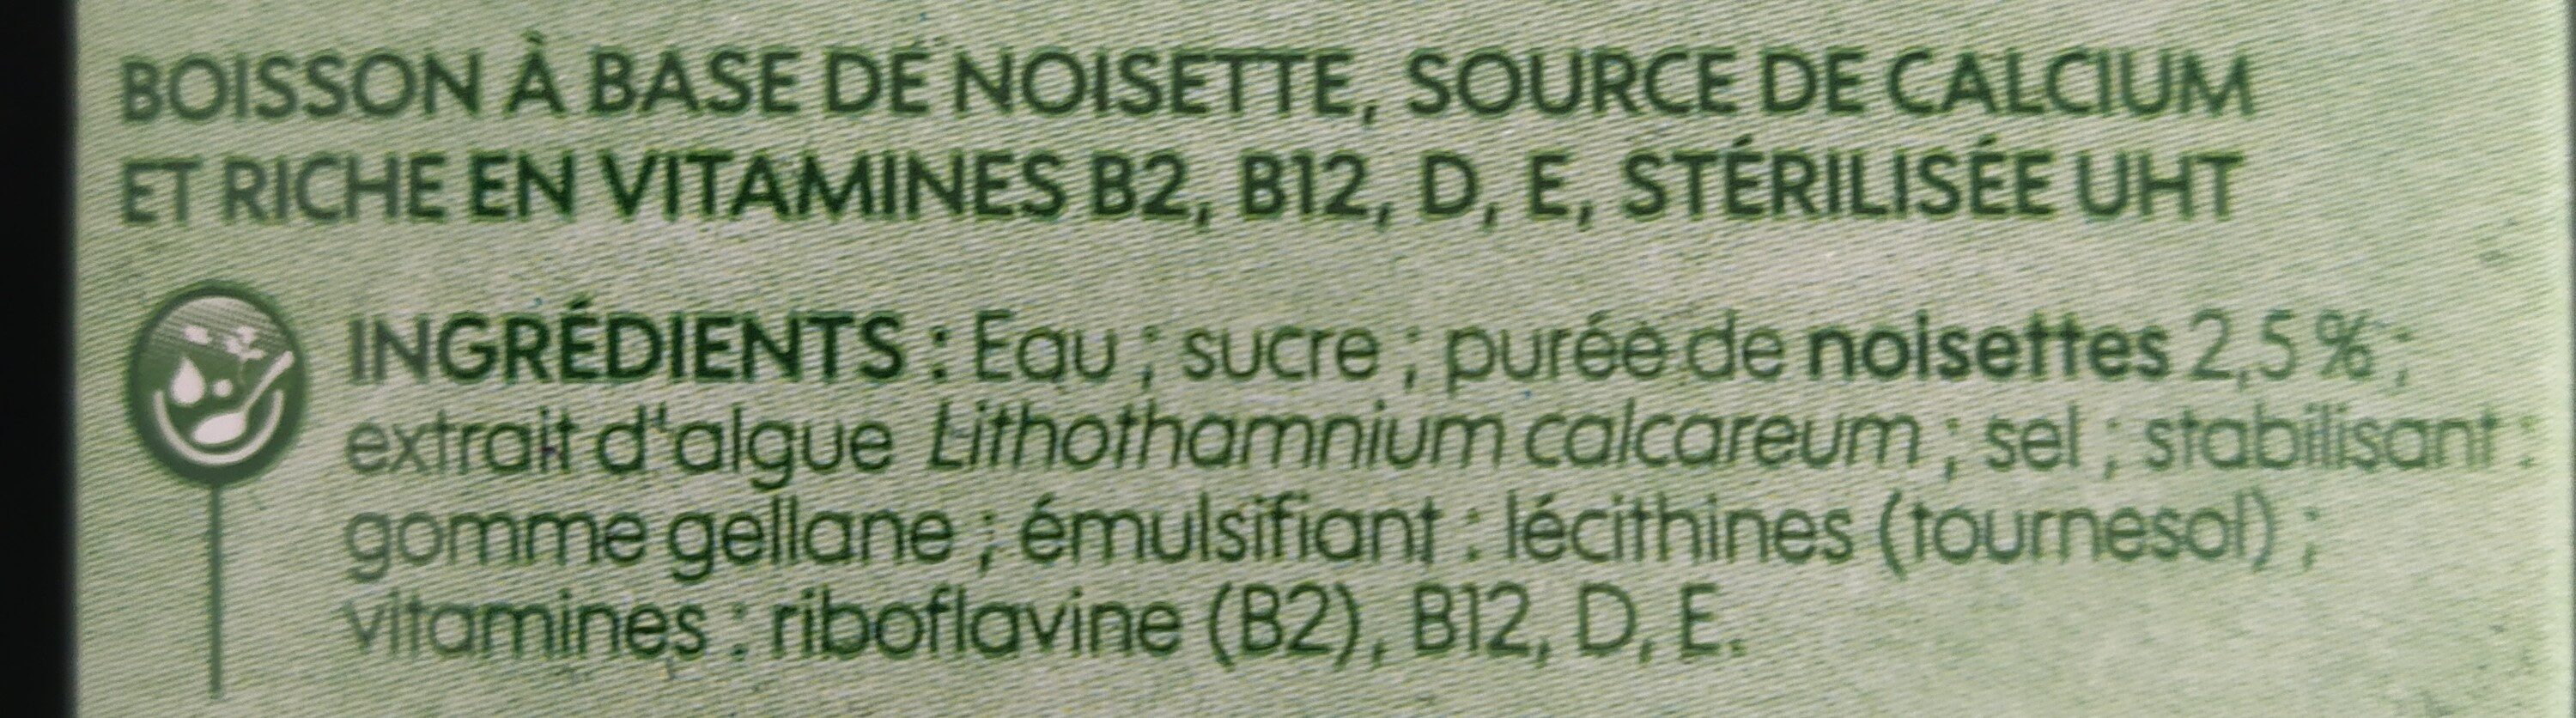 BOISSON À BASE DE NOISETTE, SOURCE DE CALCIUM
ET RICHE EN VITAMINES B2, B12, D, E, STÉRILISÉE UHT
INGRÉDIENTS : Eau ; sucre ; purée de noisettes 2,5 % ;
extrait d'algue Lithothamnium calcareum ; sel ; stabilisant :
gomme gellane ; émulsifiant : lécithines (tournesol) ;
vitamines : riboflavine (B2), B12, D, E.